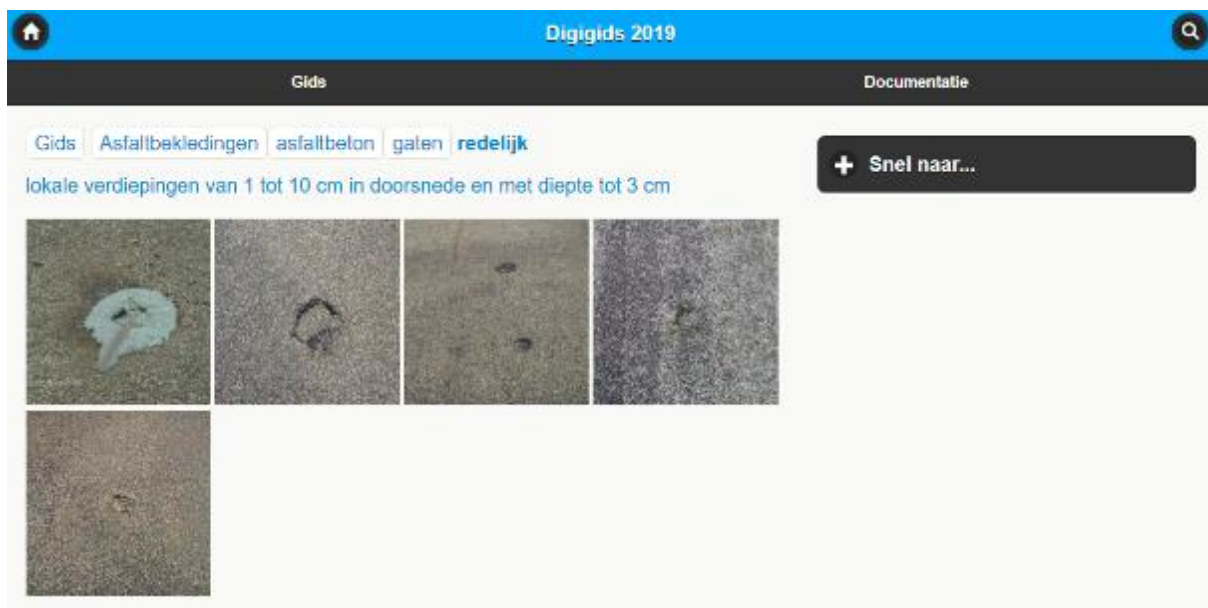 Digigids 2019
Gids Documentatie
Gids Asfaltbekledingen asfaltbeton gaten redelijk
Snel naar...
lokale verdiepingen van 1 tot 10 cm in doorsnede en met diepte tot 3 cm